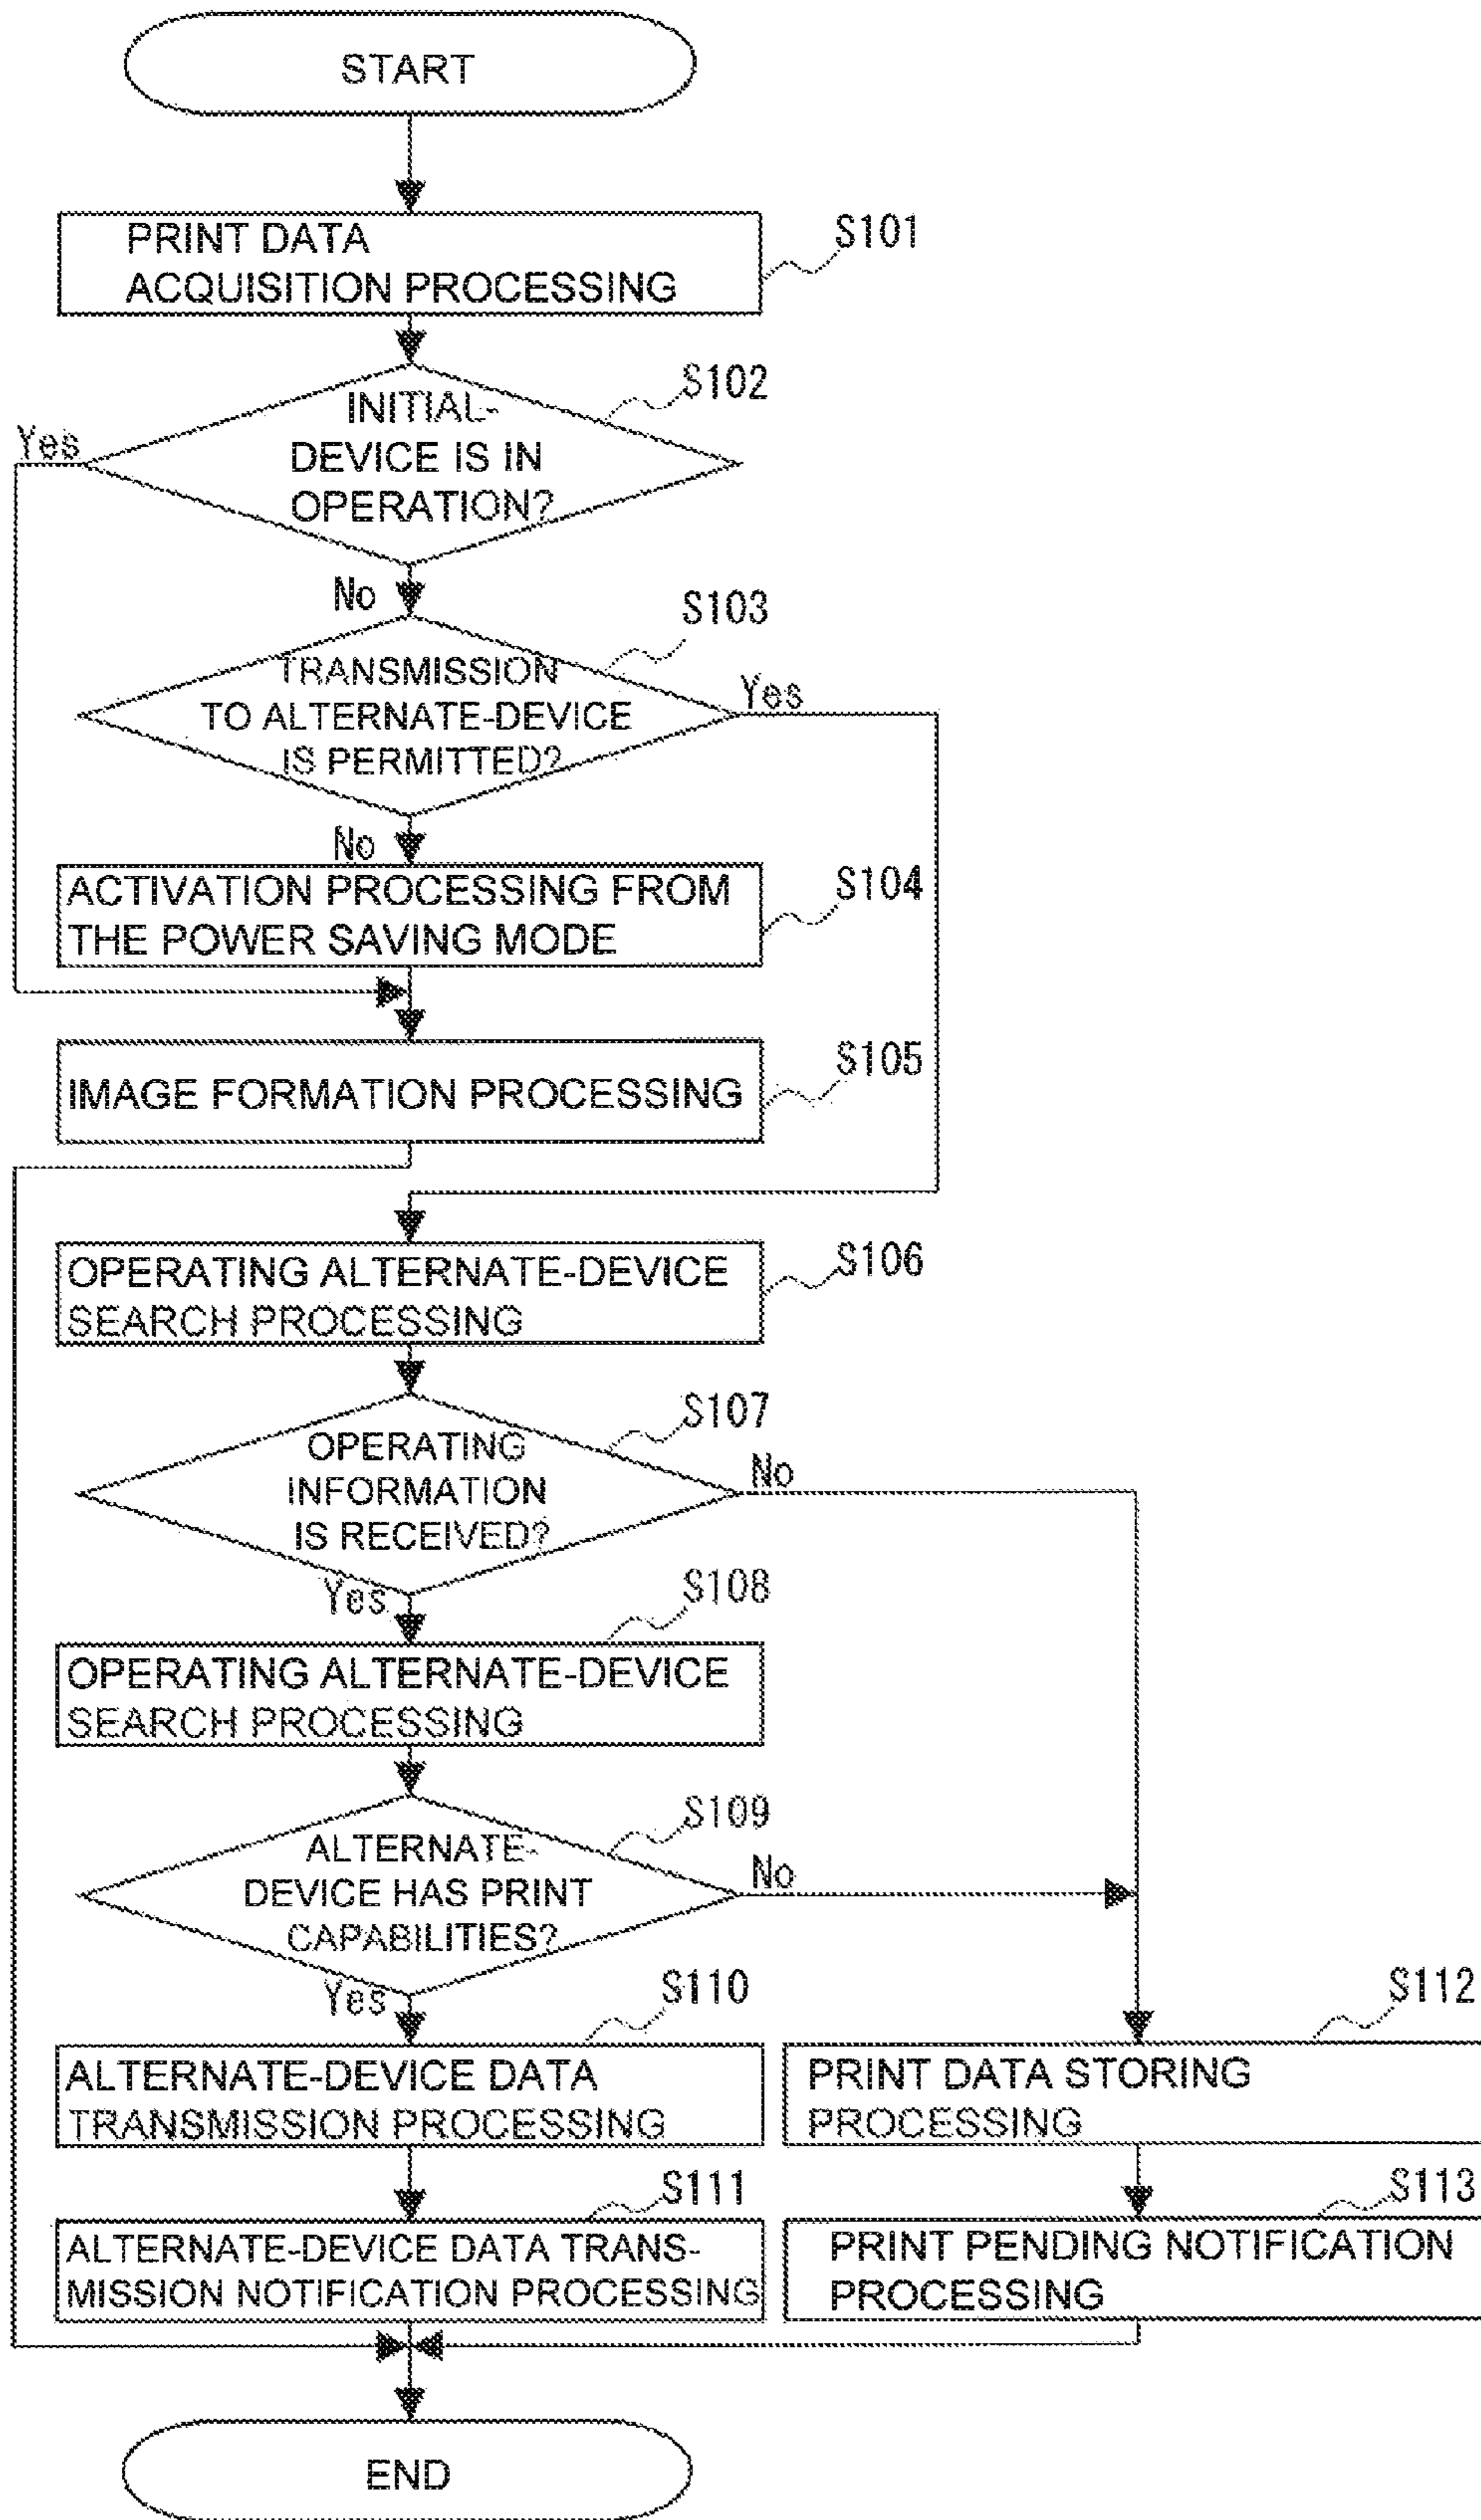 START
PRINT DATA
ACQUISITION PROCESSING
S101
INITIAL-
DEVICE IS IN
OPERATION?
S102
Yes
No
TRANSMISSION
TO ALTERNATE-DEVICE
IS PERMITTED?
S103
Yes
No
ACTIVATION PROCESSING FROM
THE POWER SAVING MODE
S104
IMAGE FORMATION PROCESSING
S105
OPERATING ALTERNATE-DEVICE
SEARCH PROCESSING
S106
OPERATING
INFORMATION
IS RECEIVED?
S107
No
Yes
OPERATING ALTERNATE-DEVICE
SEARCH PROCESSING
S108
ALTERNATE-
DEVICE HAS PRINT
CAPABILITIES?
S109
No
Yes
ALTERNATE-DEVICE DATA
TRANSMISSION PROCESSING
S110
PRINT DATA STORING
PROCESSING
S112
ALTERNATE-DEVICE DATA TRANS-
MISSION NOTIFICATION PROCESSING
S111
PRINT PENDING NOTIFICATION
PROCESSING
S113
END